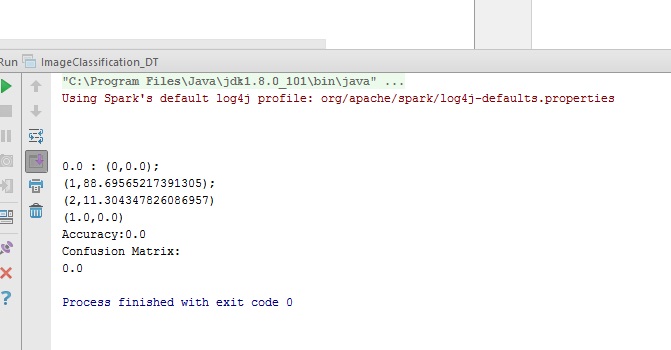 Run ImageClassification_DT
"C:\Program Files\Java\jdk1.8.0_101\bin\java" ...
Using Spark's default log4j profile: org/apache/spark/log4j-defaults.properties
0.0 : (0,0.0);
(1,88.69565217391305);
(2,11.304347826086957)
(1.0,0.0)
Accuracy:0.0
Confusion Matrix:
0.0
Process finished with exit code 0